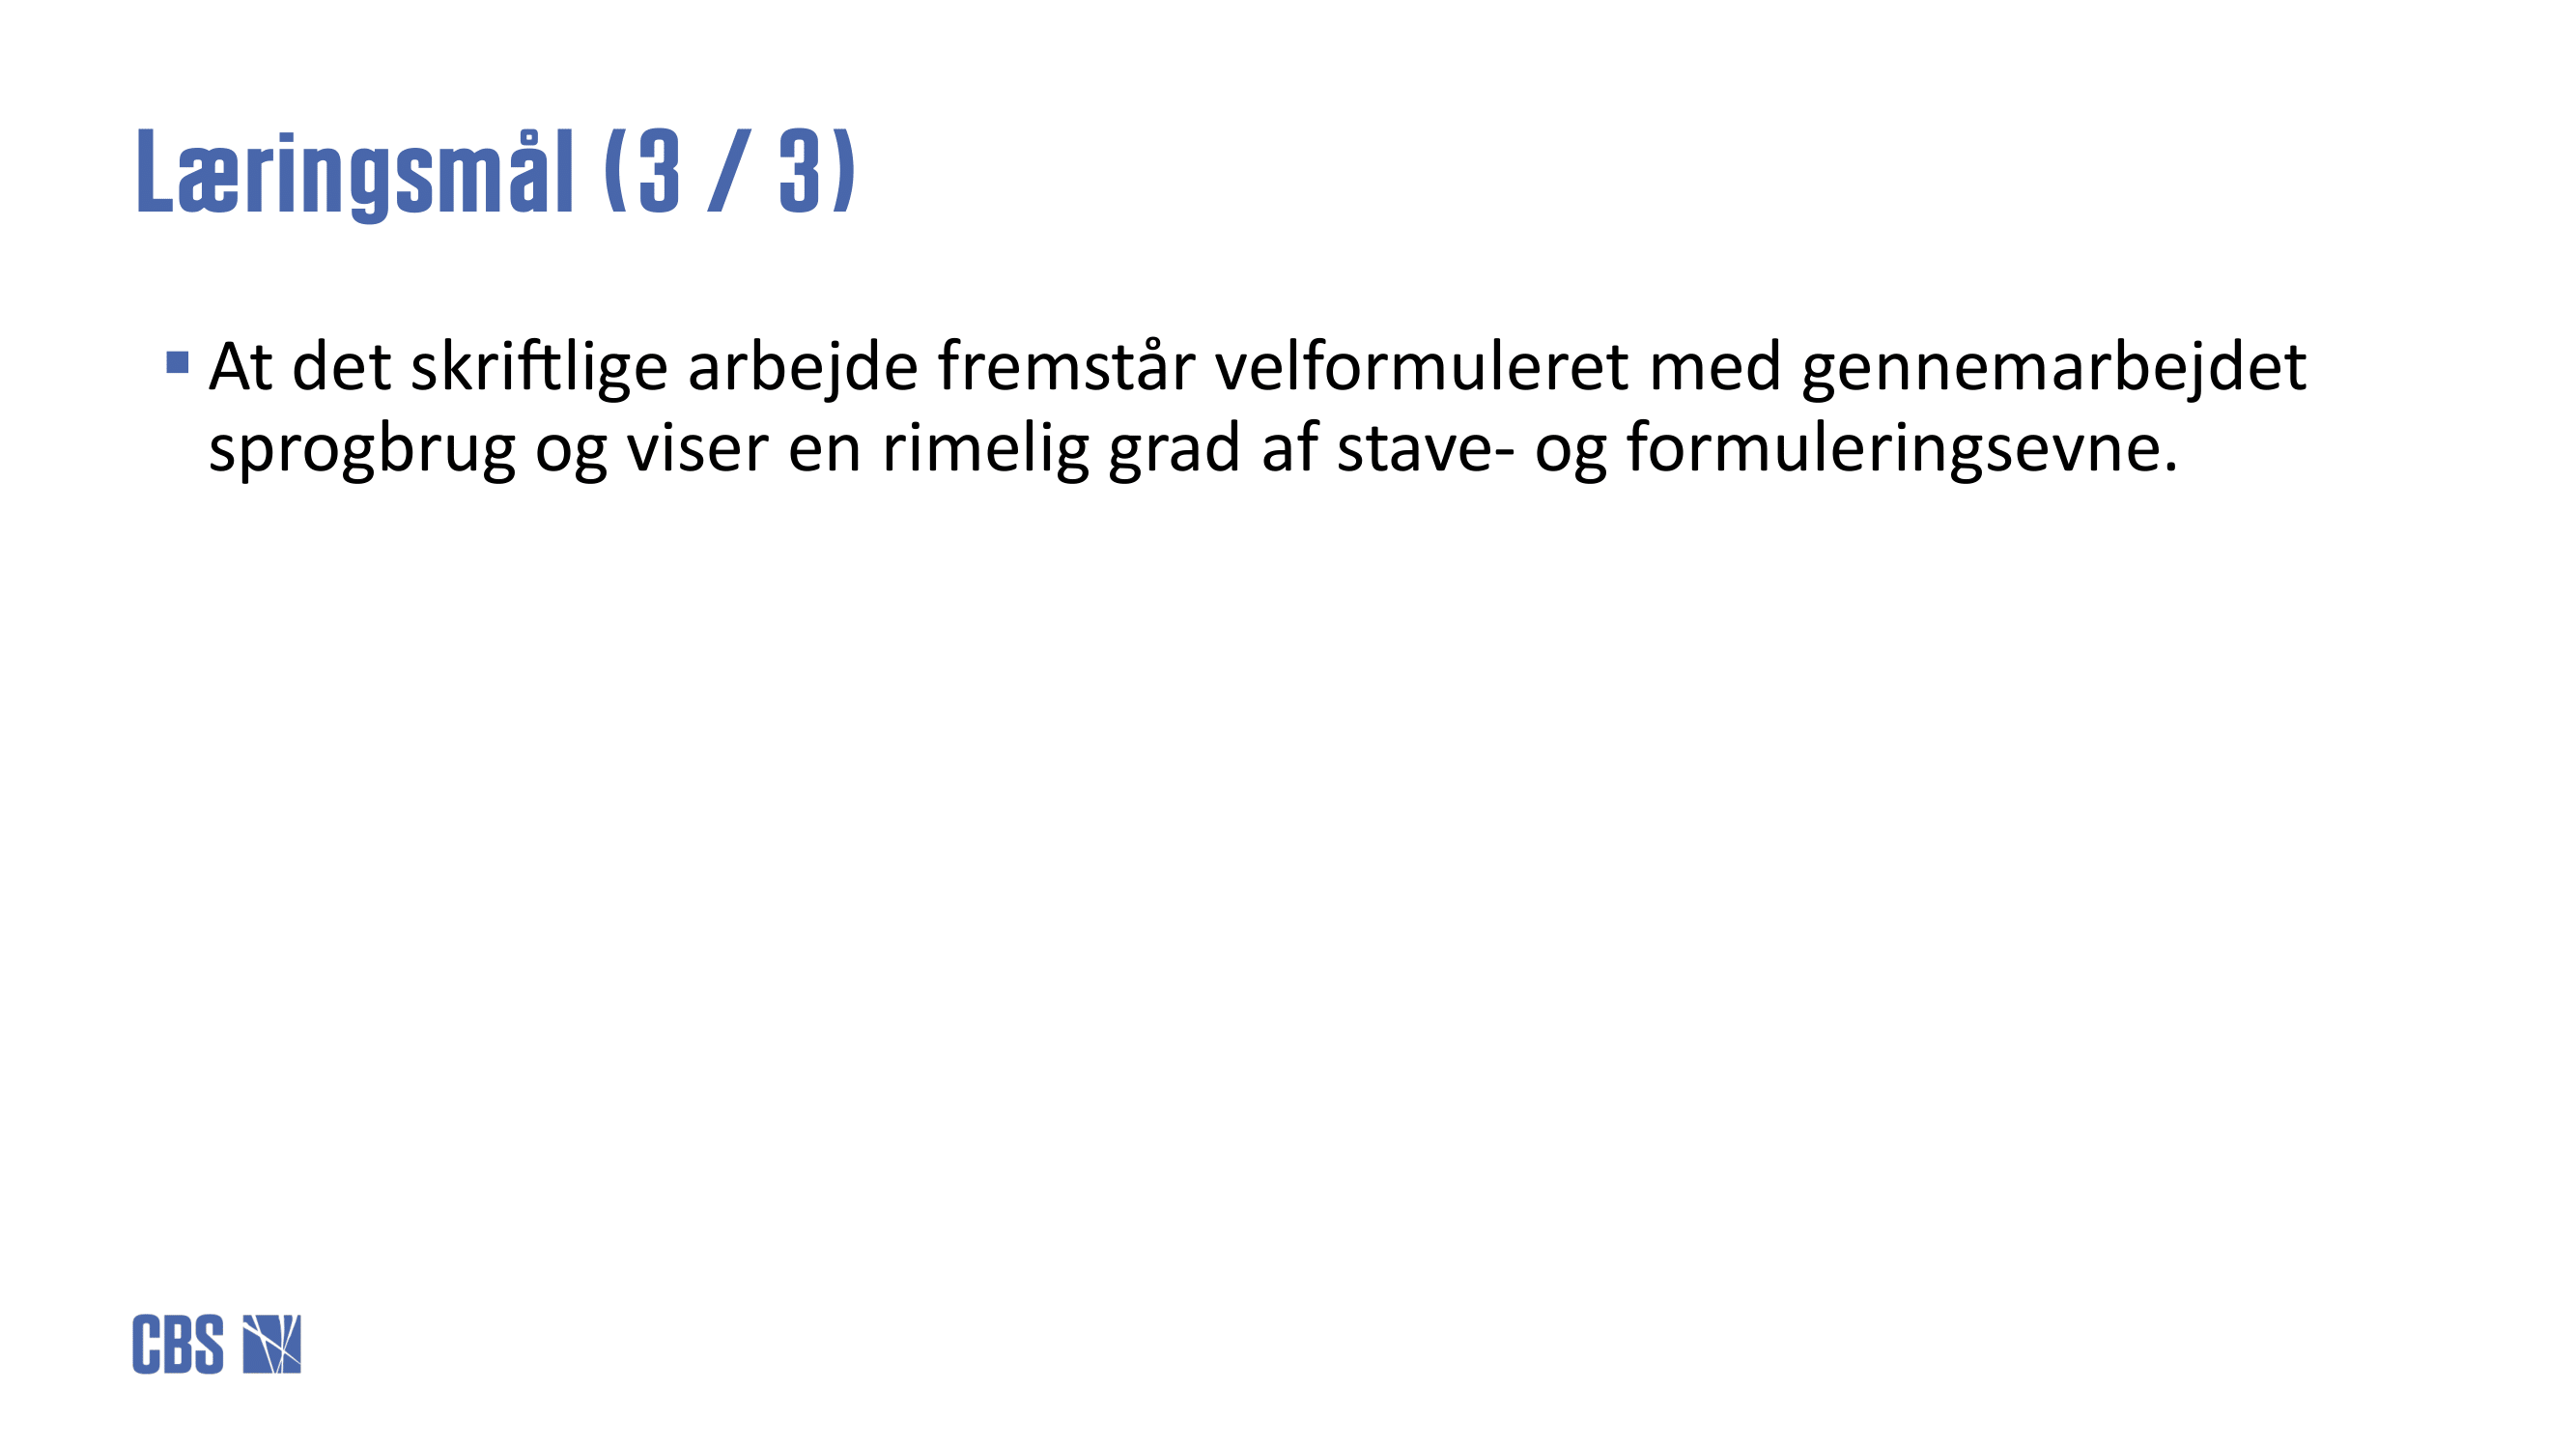 Læringsmål (3 / 3)
▪ At det skriftlige arbejde fremstår velformuleret med gennemarbejdet
sprogbrug og viser en rimelig grad af stave- og formuleringsevne.
CBS